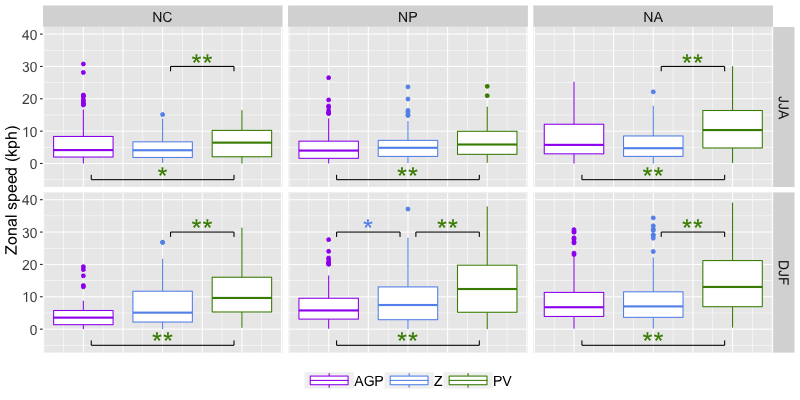 NC NP NA
40
30 ** **
20
10
0
* ** **
JJA
Zonal speed (kph)
40
30 ** * ** **
20
10
0
** ** **
DJF
AGP Z PV